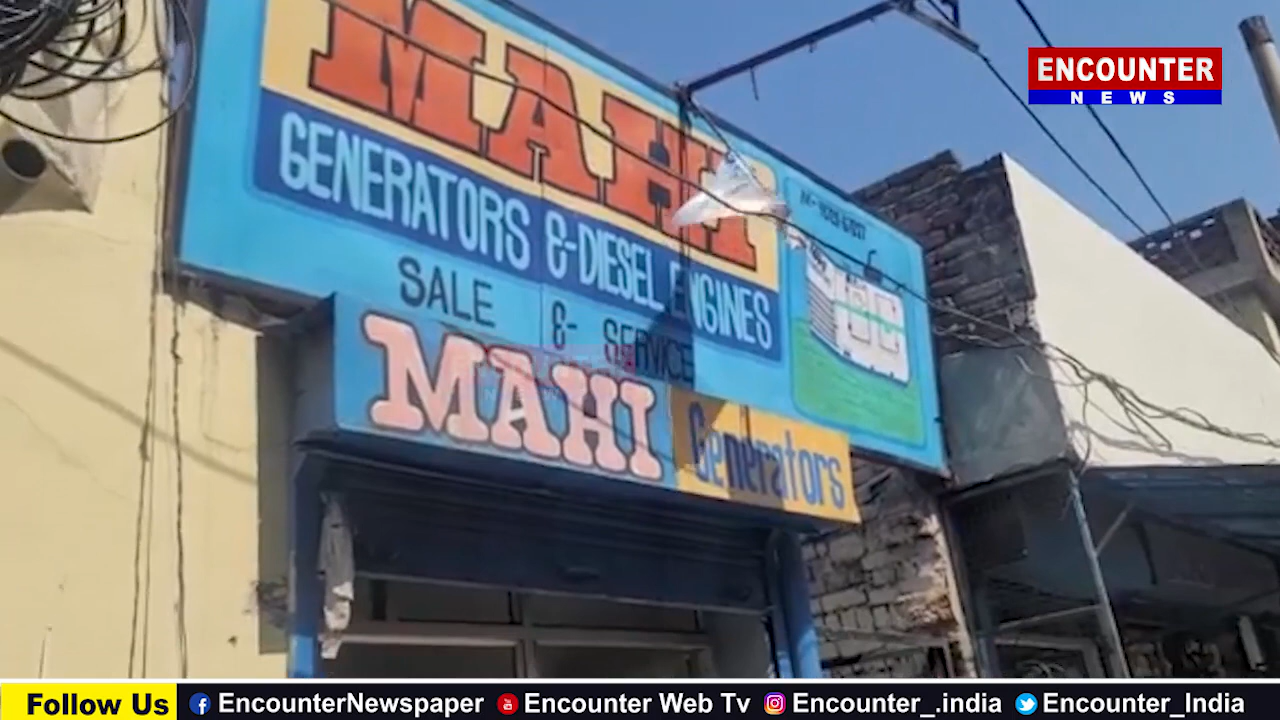 ENCOUNTER
NEWS
MAHI
GENERATORS &-DIESEL ENGINES
SALE &- SERVICE
MAHI Generators
Follow Us EncounterNewspaper Encounter Web Tv Encounter_.india Encounter_India